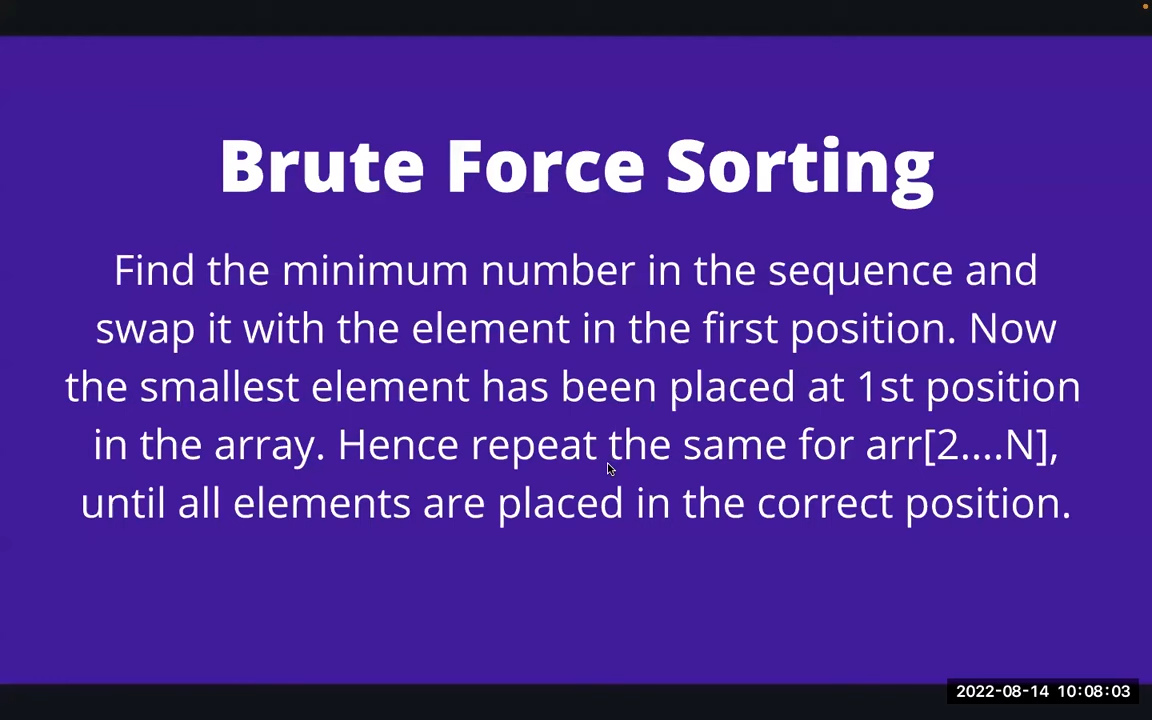 Brute Force Sorting
Find the minimum number in the sequence and
swap it with the element in the first position. Now
the smallest element has been placed at 1st position
in the array. Hence repeat the same for arr[2....N],
until all elements are placed in the correct position.
2022-08-14 10:08:03